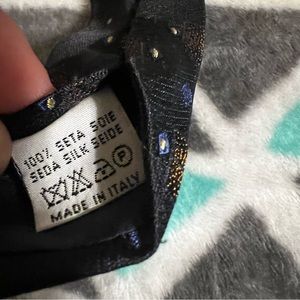 100% SETA SOIE
SEDA SILK SEIDE
P
MADE IN ITALY